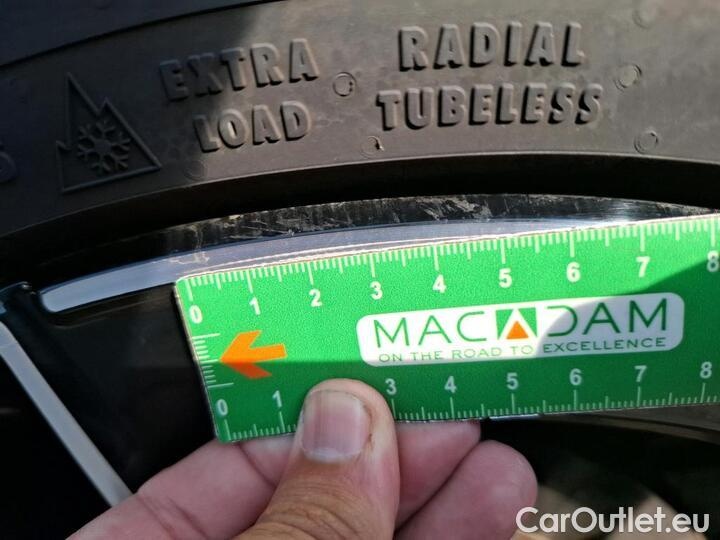 EXTRA LOAD
RADIAL TUBELESS
0 1 2 3 4 5 6 7 8
MACADAM
ON THE ROAD TO EXCELLENCE
0 1 3 4 5 6 7 8
CarOutlet.eu